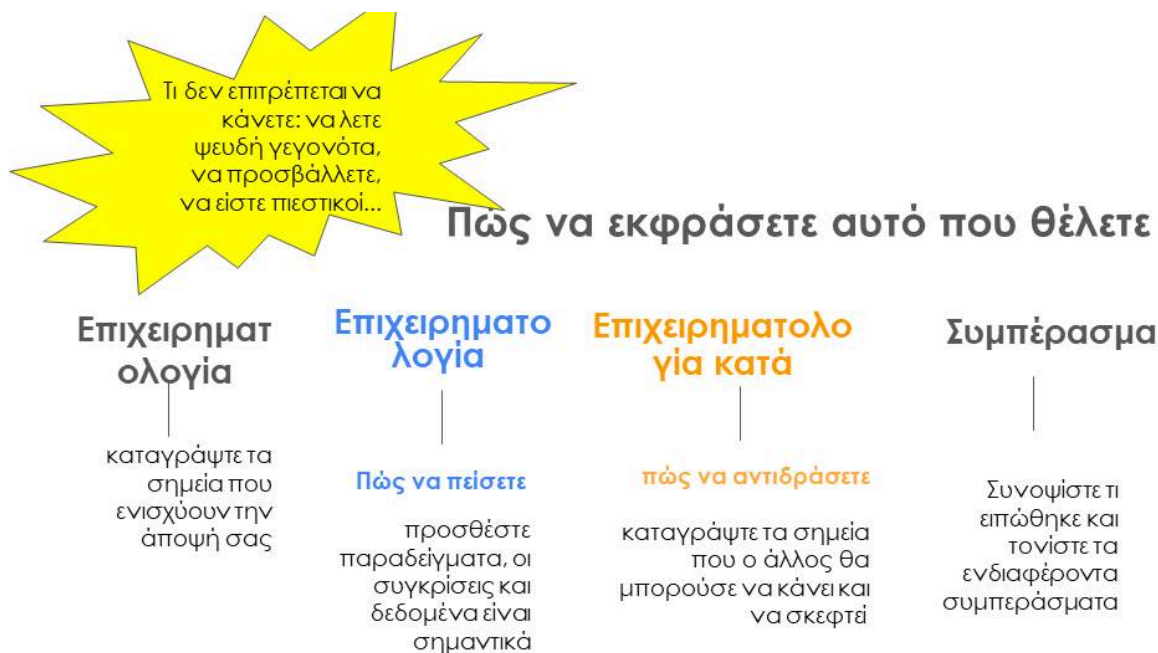 Τι δεν επιτρέπεται να
κάνετε: να λετε
ψευδή γεγονότα,
να προσβάλλετε,
να είστε πιεστικοί...
Πώς να εκφράσετε αυτό που θέλετε
Επιχειρηματ
ολογία
καταγράψτε τα
σημεία που
ενισχύουν την
άποψή σας
Επιχειρηματο
λογία
Πώς να πείσετε
προσθέστε
παραδείγματα, οι
συγκρίσεις και
δεδομένα είναι
σημαντικά
Επιχειρηματολο
γία κατά
πώς να αντιδράσετε
καταγράψτε τα σημεία
που ο άλλος θα
μπορούσε να κάνει και
να σκεφτεί
Συμπέρασμα
Συνοψίστε τι
ειπώθηκε και
τονίστε τα
ενδιαφέροντα
συμπεράσματα